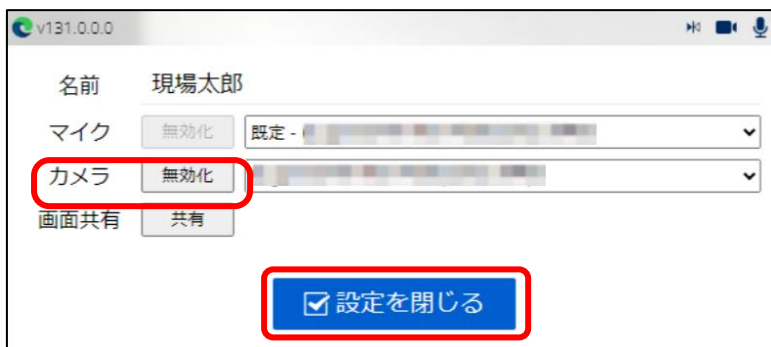 v131.0.0.0
名前 現場太郎
マイク 無効化 既定 -
カメラ 無効化
画面共有 共有
設定を閉じる